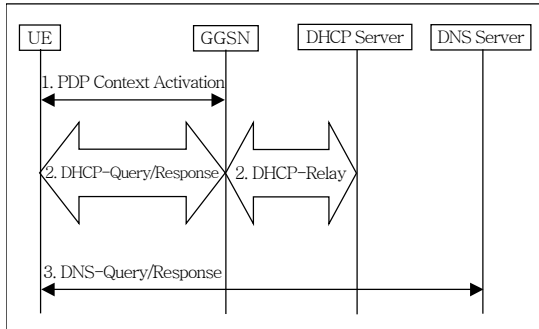 UE GGSN DHCP Server DNS Server
1. PDP Context Activation
2. DHCP-Query/Response 2. DHCP-Relay
3. DNS-Query/Response